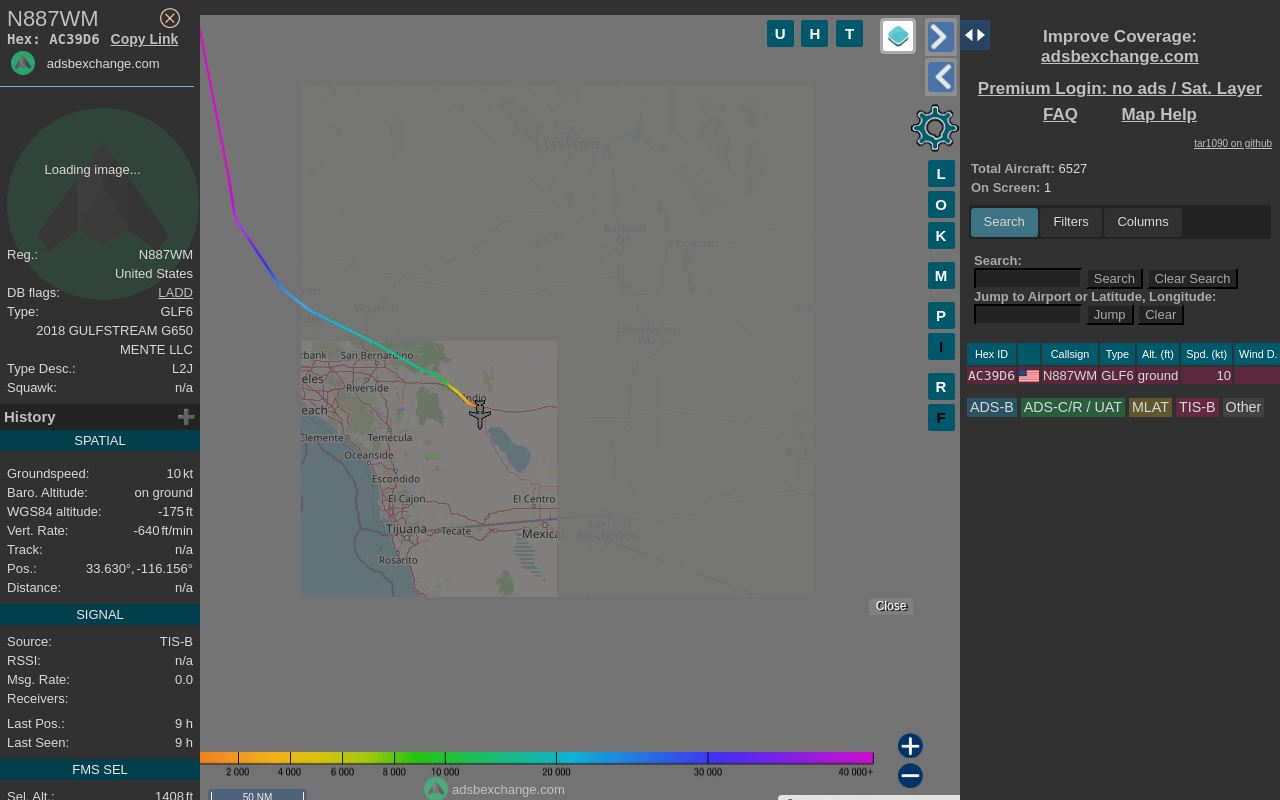 N887WM
Hex: AC39D6 Copy Link
adsbexchange.com
Loading image...
Reg.: N887WM
United States
DB flags: LADD
Type: GLF6
2018 GULFSTREAM G650
MENTE LLC
Type Desc.: L2J
Squawk: n/a
History
SPATIAL
Groundspeed: 10 kt
Baro. Altitude: on ground
WGS84 altitude: -175 ft
Vert. Rate: -640 ft/min
Track: n/a
Pos.: 33.630°, -116.156°
Distance: n/a
SIGNAL
Source: TIS-B
RSSI: n/a
Msg. Rate: 0.0
Receivers:
Last Pos.: 9 h
Last Seen: 9 h
FMS SEL
Sel. Alt.: 1408 ft
U H T
L
O
K
M
P
I
R
F
Las Vegas
Bullhead
City
Kingman
Victorville
Lake Havasu
City
San Bernardino
Riverside
Indio
Clemente
Temecula
Oceanside
Escondido
El Cajon
El Centro
Tijuana
Tecate
Mexica
San Luis
Río Colorado
Rosarito
Close
2 000 4 000 6 000 8 000 10 000 20 000 30 000 40 000+
adsbexchange.com
50 NM
Improve Coverage:
adsbexchange.com
Premium Login: no ads / Sat. Layer
FAQ Map Help
tar1090 on github
Total Aircraft: 6527
On Screen: 1
Search Filters Columns
Search:
Search Clear Search
Jump to Airport or Latitude, Longitude:
Jump Clear
Hex ID Callsign Type Alt. (ft) Spd. (kt) Wind D.
AC39D6 N887WM GLF6 ground 10
ADS-B ADS-C/R / UAT MLAT TIS-B Other